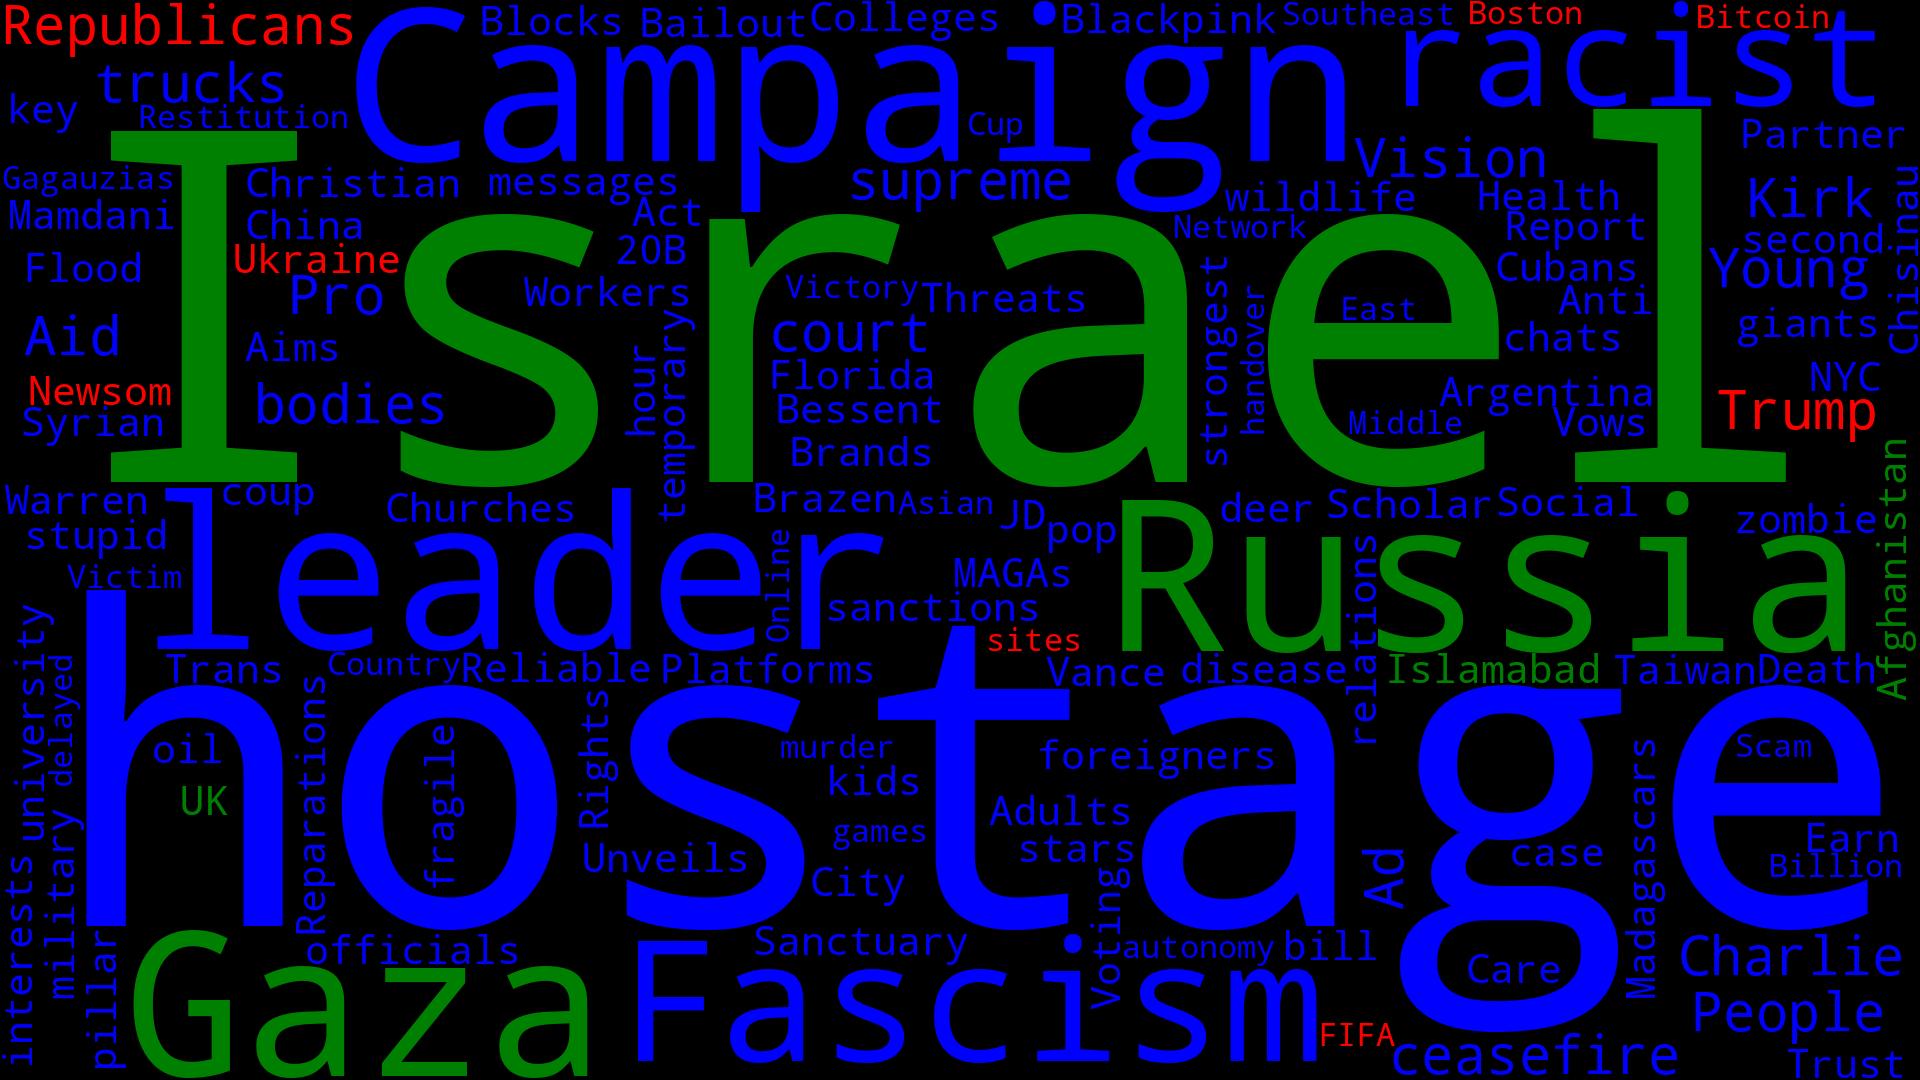 Republicans
Campaign
Blocks
Bailout
Colleges
Blackpink
Southeast
Boston
Bitcoin
racist
trucks
key
Restitution
Cup
Vision
Partner
Israel
Gagauzias
Christian
messages
supreme
wildlife
Health
Kirk
Chisinau
Mamdani
China
Act
Network
Report
second
Ukraine
20B
Flood
Pro
Workers
Victory
Threats
strongest
handover
East
Cubans
Anti
Young
Aid
Aims
hour
temporary
court
chats
giants
Newsom
Syrian
bodies
Florida
Bessent
Brands
Argentina
Middle
Vows
NYC
Trump
Afghanistan
Warren
coup
Churches
Brazen
Asian
JD
pop
deer
Scholar
Social
zombie
stupid
leader
Russia
Victim
Online
MAGAs
sanctions
relations
sites
university
delayed
Trans
Country
Reliable
Platforms
Vance
disease
Islamabad
Taiwan
Death
hostage
oil
UK
Reparations
fragile
Rights
murder
kids
foreigners
Scam
games
Adults
stars
Madagascars
Earn
Billion
Unveils
City
Ad
case
interests
military
pillar
officials
Sanctuary
Voting
autonomy
bill
Care
Charlie
Gaza
Fascism
People
FIFA
ceasefire
Trust